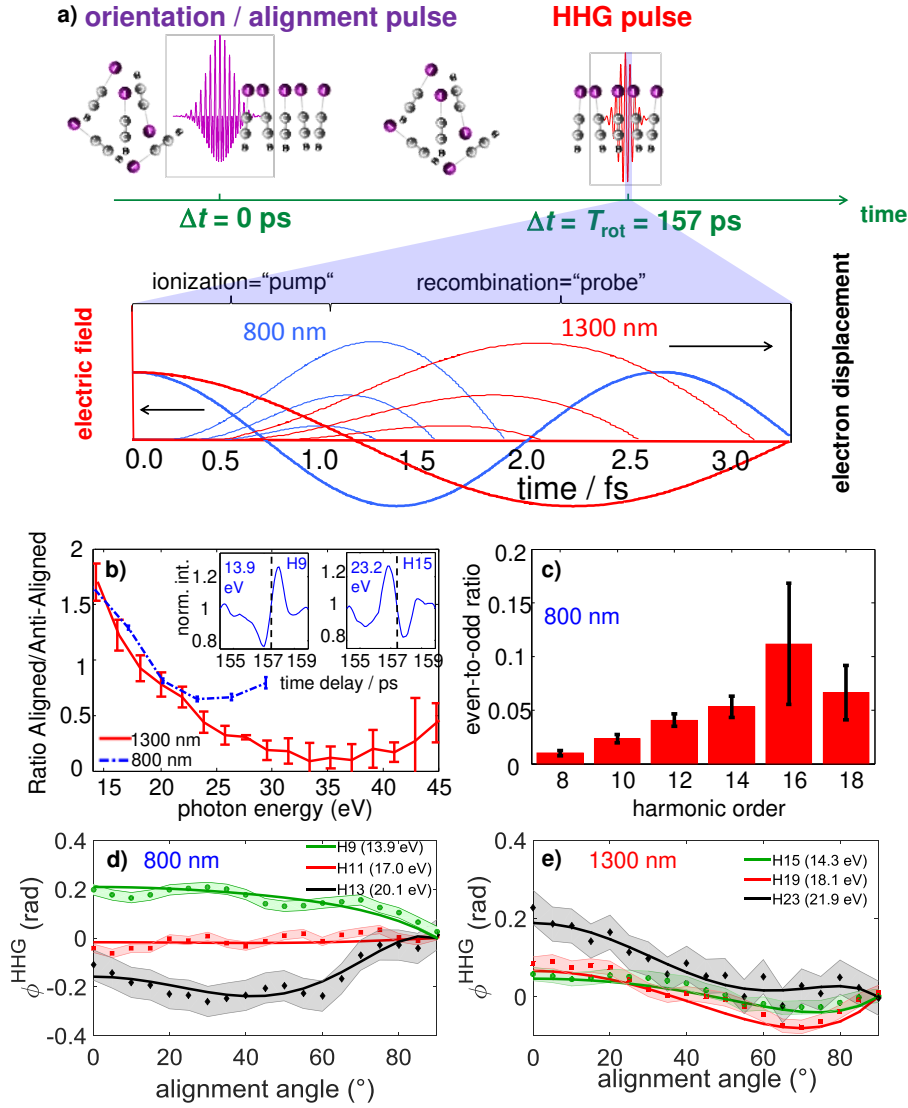 a) orientation / alignment pulse
HHG pulse
Δt = 0 ps
Δt = Trot = 157 ps
time
ionization=“pump“
recombination=“probe”
800 nm
1300 nm
electric field
electron displacement
0.0 0.5 1.0 1.5 2.0 2.5 3.0
time / fs
b)
Ratio Aligned/Anti-Aligned
2
1.5
1
0.5
0
norm. int.
1.2
1
0.8
13.9
eV
H9
155 157 159
23.2
eV
H15
155 157 159
time delay / ps
1300 nm
800 nm
10 15 20 25 30 35 40 45
photon energy (eV)
c)
800 nm
even-to-odd ratio
0.2
0.15
0.1
0.05
0
8 10 12 14 16 18
harmonic order
d) 800 nm
H9 (13.9 eV)
H11 (17.0 eV)
H13 (20.1 eV)
ϕHHG (rad)
0.4
0.2
0
-0.2
-0.4
0 20 40 60 80
alignment angle (°)
e) 1300 nm
H15 (14.3 eV)
H19 (18.1 eV)
H23 (21.9 eV)
ϕHHG (rad)
0.4
0.2
0
0 20 40 60 80
alignment angle (°)